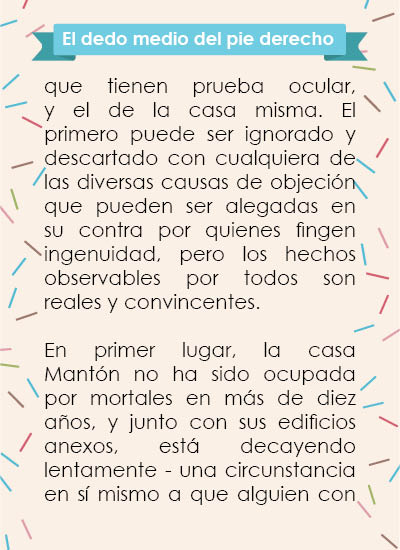 El dedo medio del pie derecho
que tienen prueba ocular,
y el de la casa misma. El
primero puede ser ignorado y
descartado con cualquiera de
las diversas causas de objeción
que pueden ser alegadas en
su contra por quienes fingen
ingenuidad, pero los hechos
observables por todos son
reales y convincentes.
En primer lugar, la casa
Mantón no ha sido ocupada
por mortales en más de diez
años, y junto con sus edificios
anexos, está decayendo
lentamente - una circunstancia
en sí mismo a que alguien con